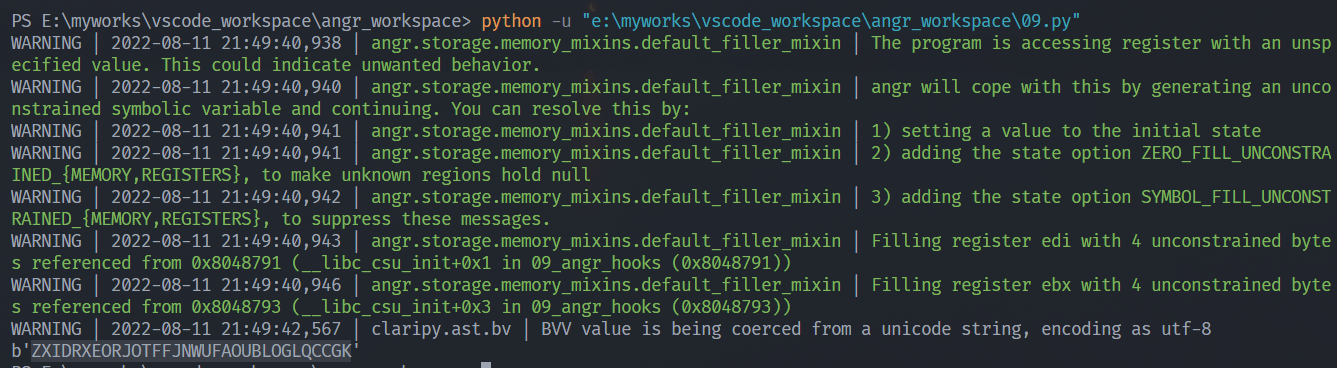 PS E:\myworks\vscode_workspace\angr_workspace> python -u "e:\myworks\vscode_workspace\angr_workspace\09.py"
WARNING | 2022-08-11 21:49:40,938 | angr.storage.memory_mixins.default_filler_mixin | The program is accessing register with an unsp
ecified value. This could indicate unwanted behavior.
WARNING | 2022-08-11 21:49:40,940 | angr.storage.memory_mixins.default_filler_mixin | angr will cope with this by generating an unco
nstrained symbolic variable and continuing. You can resolve this by:
WARNING | 2022-08-11 21:49:40,941 | angr.storage.memory_mixins.default_filler_mixin | 1) setting a value to the initial state
WARNING | 2022-08-11 21:49:40,941 | angr.storage.memory_mixins.default_filler_mixin | 2) adding the state option ZERO_FILL_UNCONSTRA
INED_{MEMORY,REGISTERS}, to make unknown regions hold null
WARNING | 2022-08-11 21:49:40,942 | angr.storage.memory_mixins.default_filler_mixin | 3) adding the state option SYMBOL_FILL_UNCONST
RAINED_{MEMORY,REGISTERS}, to suppress these messages.
WARNING | 2022-08-11 21:49:40,943 | angr.storage.memory_mixins.default_filler_mixin | Filling register edi with 4 unconstrained byte
s referenced from 0x8048791 (__libc_csu_init+0x1 in 09_angr_hooks (0x8048791))
WARNING | 2022-08-11 21:49:40,946 | angr.storage.memory_mixins.default_filler_mixin | Filling register ebx with 4 unconstrained byte
s referenced from 0x8048793 (__libc_csu_init+0x3 in 09_angr_hooks (0x8048793))
WARNING | 2022-08-11 21:49:42,567 | claripy.ast.bv | BVV value is being coerced from a unicode string, encoding as utf-8
b'ZXIDRXEORJOTFFJNWUFAOUBLOGLQCCGK'